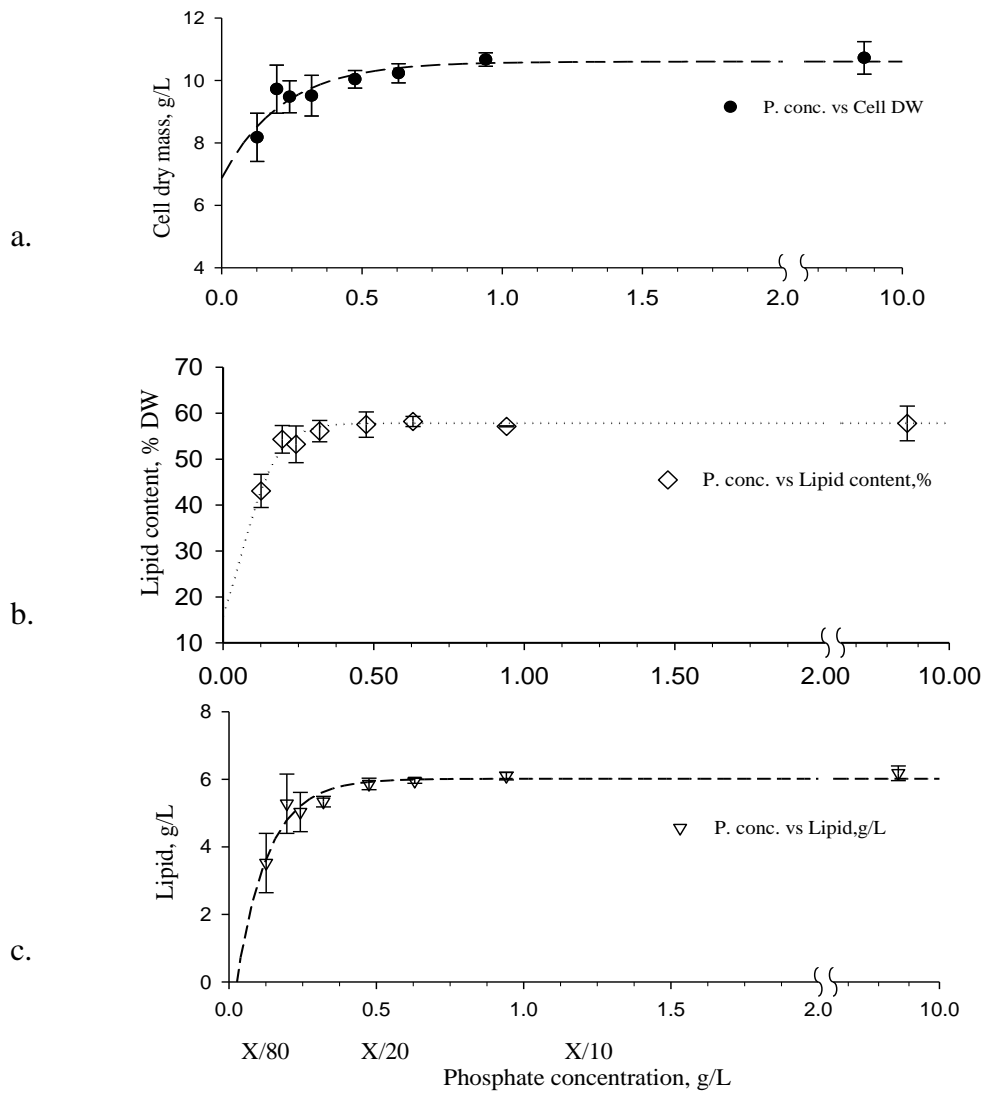 12
10
8
6
4
Cell dry mass, g/L
P. conc. vs Cell DW
a.
0.0 0.5 1.0 1.5 2.0 10.0
70
60
50
40
30
20
10
Lipid content, % DW
P. conc. vs Lipid content,%
b.
0.00 0.50 1.00 1.50 2.00 10.00
8
6
4
2
0
Lipid, g/L
P. conc. vs Lipid,g/L
c.
0.0 0.5 1.0 1.5 2.0 10.0
X/80 X/20 X/10
Phosphate concentration, g/L